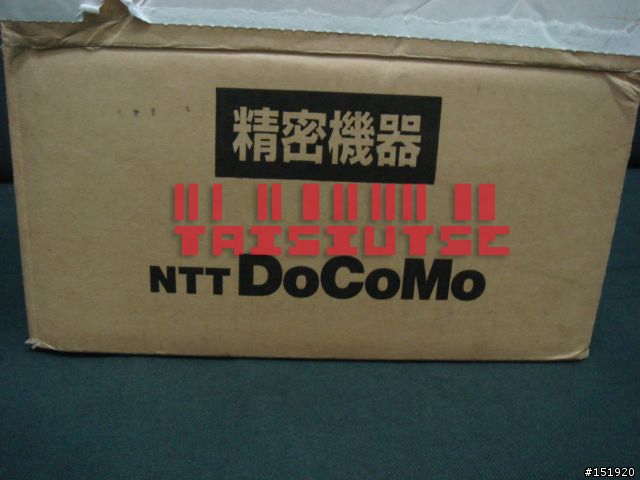 精密機器
TAISIUTSC
NTT DoCoMo
#151920